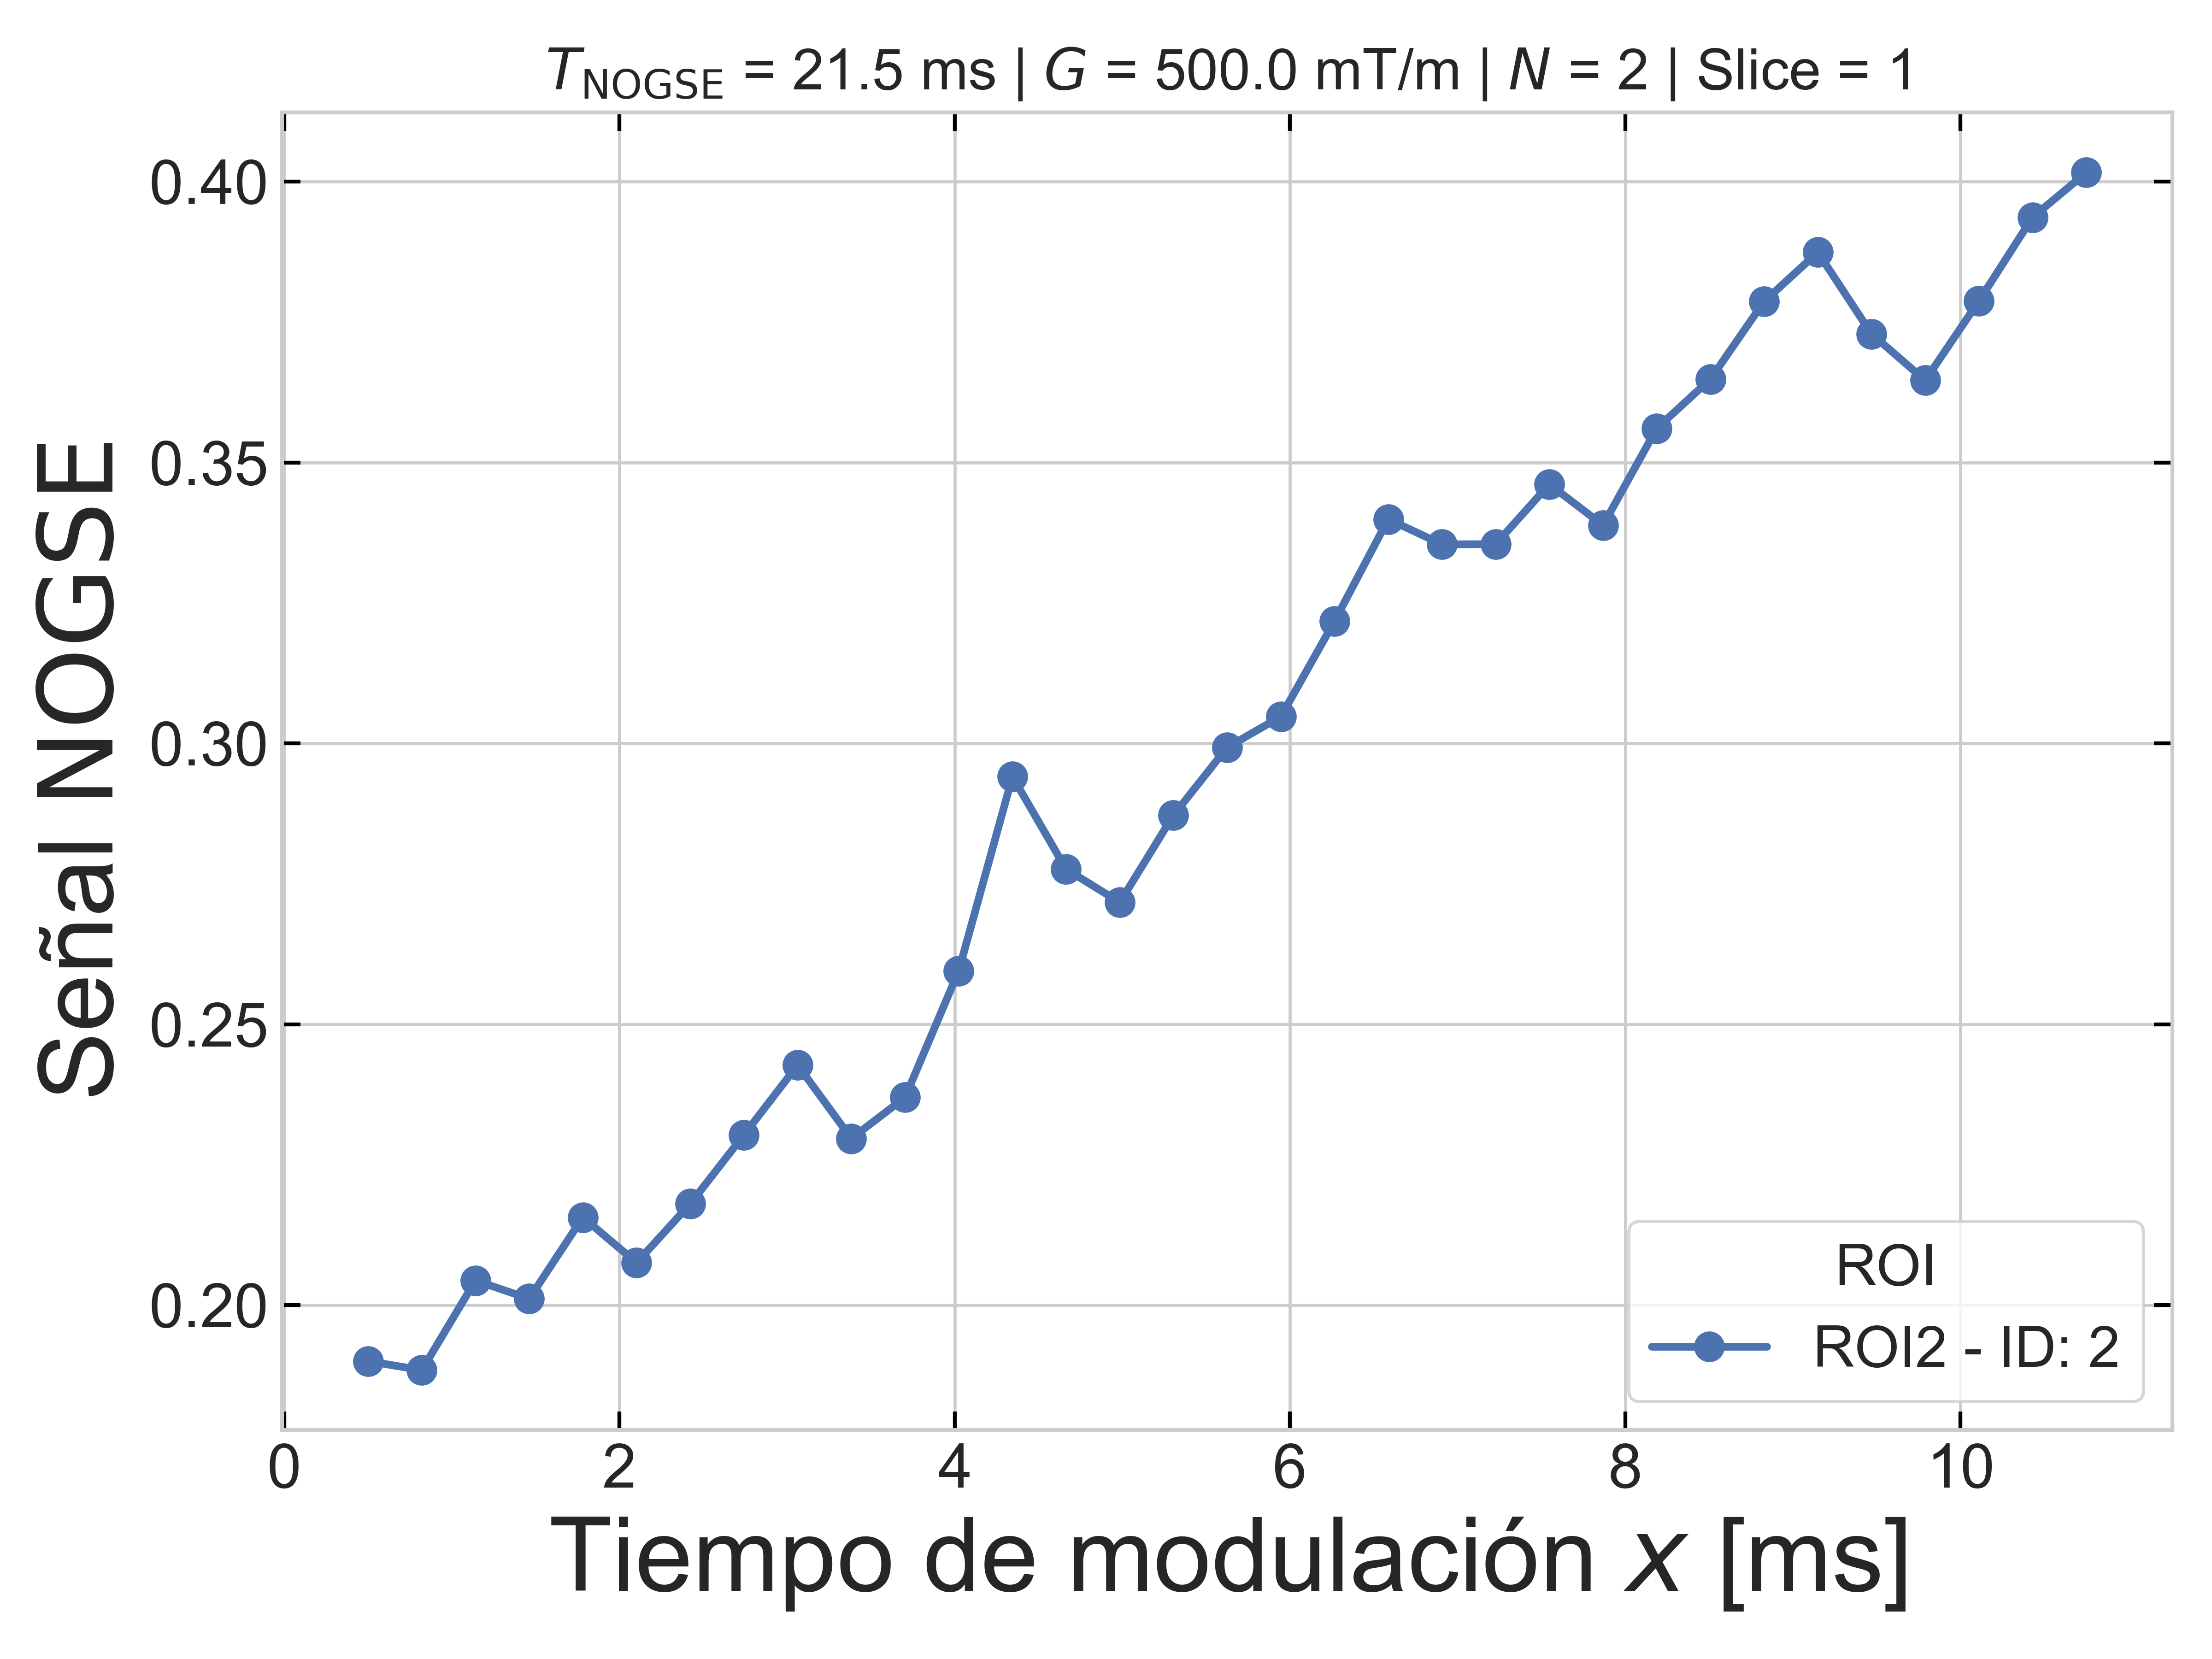 T_NOGSE = 21.5 ms | G = 500.0 mT/m | N = 2 | Slice = 1
Señal NOGSE
0.40
0.35
0.30
0.25
0.20
ROI
ROI2 - ID: 2
0 2 4 6 8 10
Tiempo de modulación x [ms]